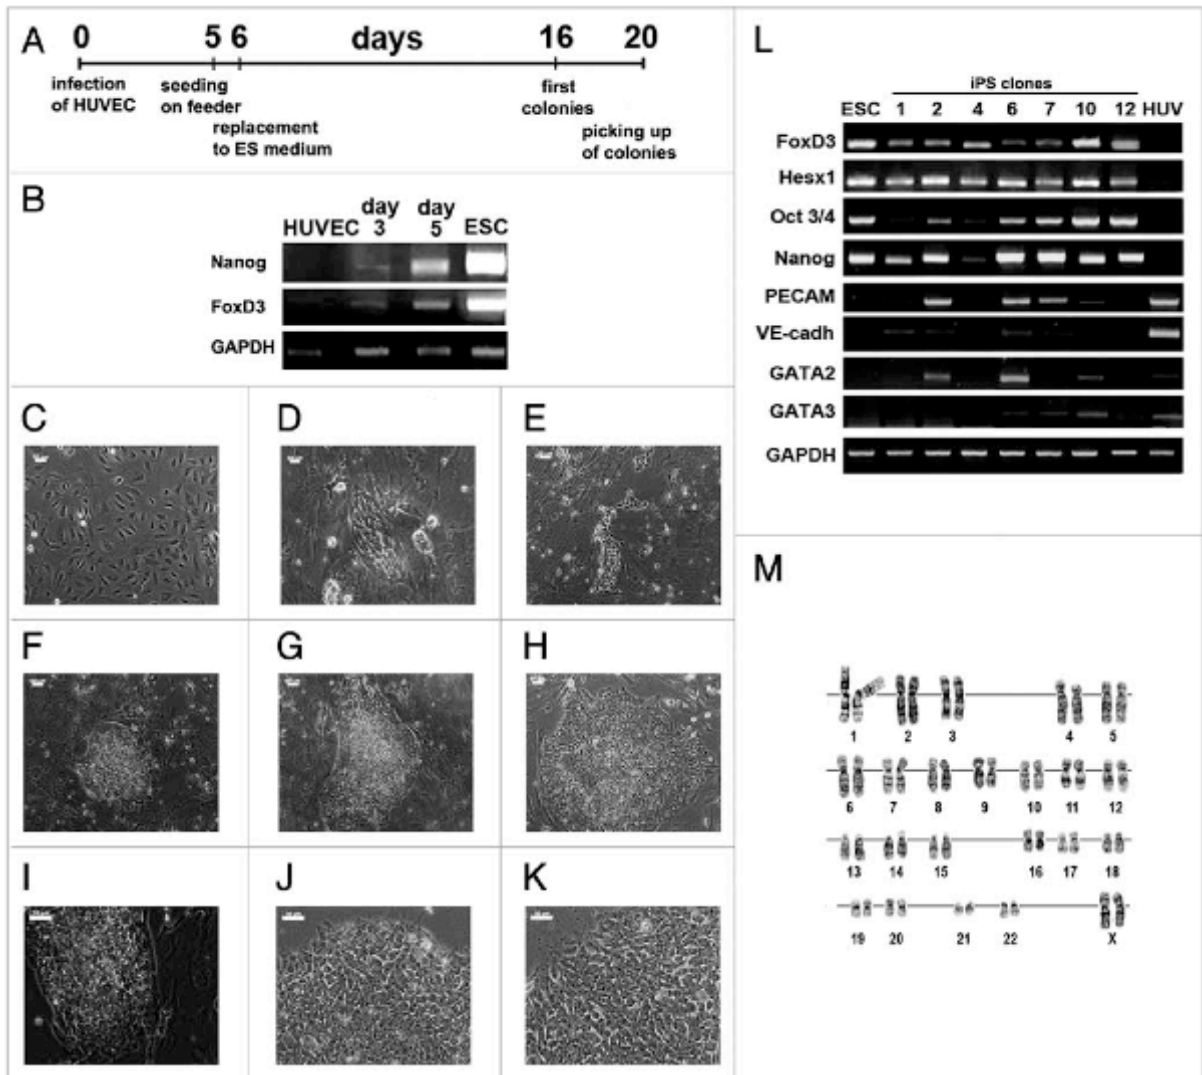 A
0 5 6 days 16 20
infection
of HUVEC
seeding
on feeder
replacement
to ES medium
first
colonies
picking up
of colonies
B
HUVEC day 3 day 5 ESC
Nanog
FoxD3
GAPDH
C D E
F G H
I J K
L
iPS clones
ESC 1 2 4 6 7 10 12 HUV
FoxD3
Hesx1
Oct 3/4
Nanog
PECAM
VE-cadh
GATA2
GATA3
GAPDH
M
1 2 3 4 5
6 7 8 9 10 11 12
13 14 15 16 17 18
19 20 21 22 X